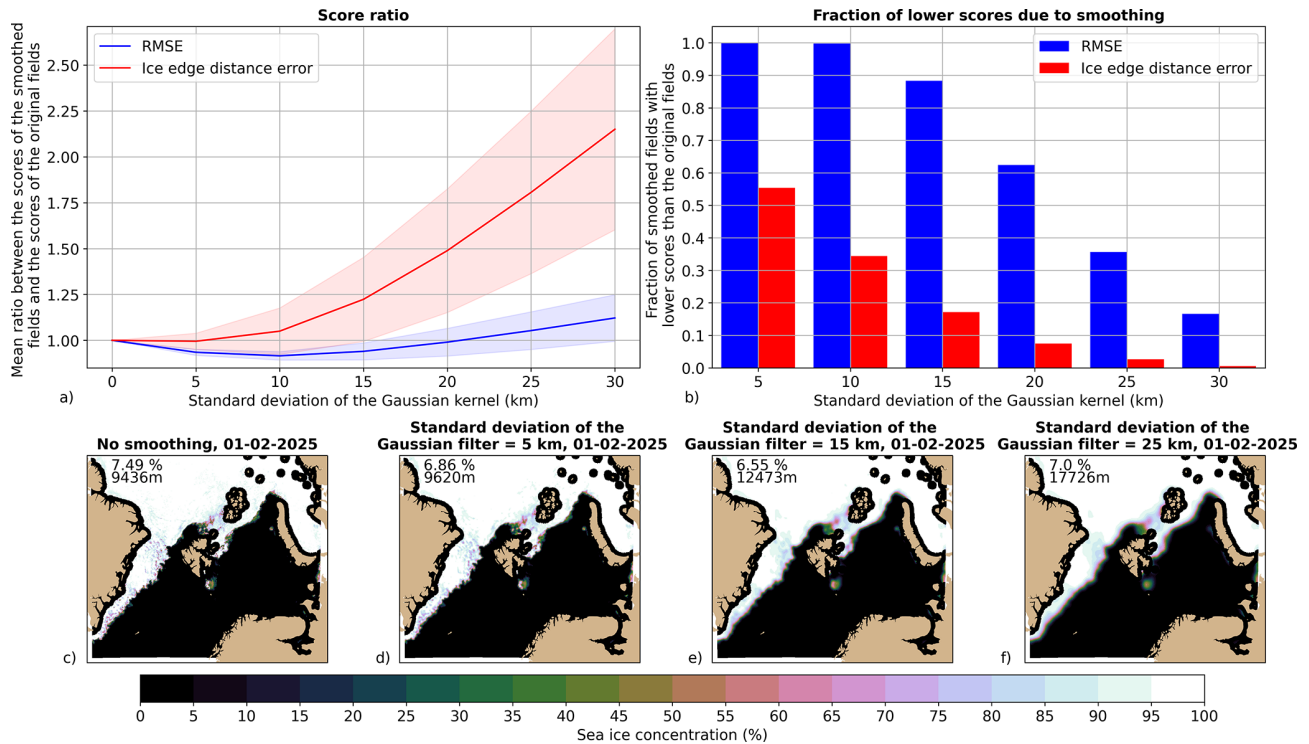 Score ratio
Mean ratio between the scores of the smoothed
fields and the scores of the original fields
RMSE
Ice edge distance error
2.50
2.25
2.00
1.75
1.50
1.25
1.00
0 5 10 15 20 25 30
a)
Standard deviation of the Gaussian kernel (km)
Fraction of lower scores due to smoothing
Fraction of smoothed fields with
lower scores than the original fields
RMSE
Ice edge distance error
1.0
0.9
0.8
0.7
0.6
0.5
0.4
0.3
0.2
0.1
0.0
5 10 15 20 25 30
b)
Standard deviation of the Gaussian kernel (km)
No smoothing, 01-02-2025
7.49 %
9436m
c)
Standard deviation of the
Gaussian filter = 5 km, 01-02-2025
6.86 %
9620m
d)
Standard deviation of the
Gaussian filter = 15 km, 01-02-2025
6.55 %
12473m
e)
Standard deviation of the
Gaussian filter = 25 km, 01-02-2025
7.0 %
17726m
f)
0 5 10 15 20 25 30 35 40 45 50 55 60 65 70 75 80 85 90 95 100
Sea ice concentration (%)